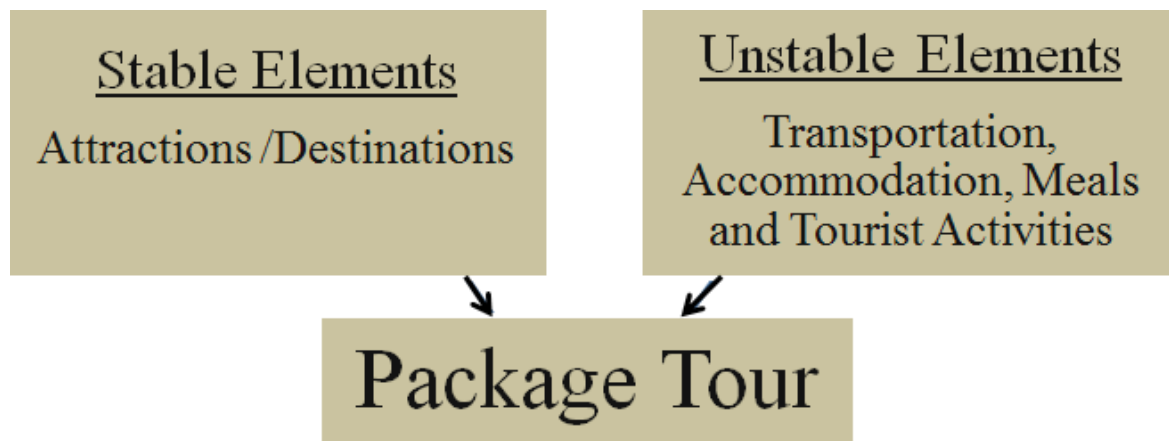 Stable Elements
Attractions /Destinations
Unstable Elements
Transportation,
Accommodation, Meals
and Tourist Activities
Package Tour